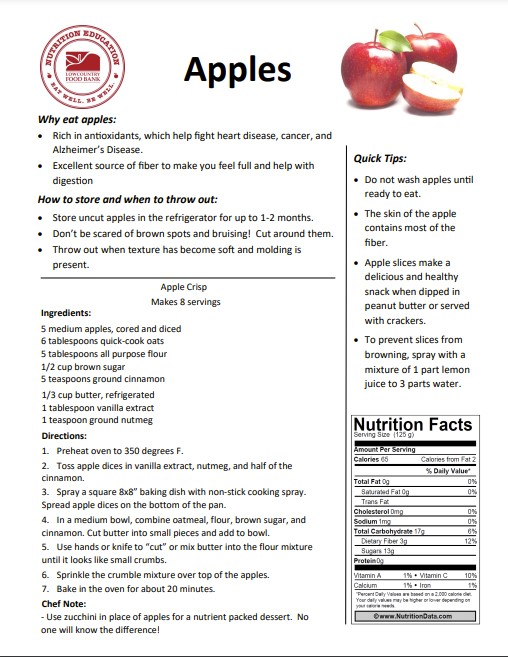 NUTRITION EDUCATION
LOWCOUNTRY
FOOD BANK
EAT WELL. BE WELL.
Apples
Why eat apples:
• Rich in antioxidants, which help fight heart disease, cancer, and
Alzheimer's Disease.
• Excellent source of fiber to make you feel full and help with
digestion
How to store and when to throw out:
• Store uncut apples in the refrigerator for up to 1-2 months.
• Don't be scared of brown spots and bruising! Cut around them.
• Throw out when texture has become soft and molding is
present.
Apple Crisp
Makes 8 servings
Ingredients:
5 medium apples, cored and diced
6 tablespoons quick-cook oats
5 tablespoons all purpose flour
1/2 cup brown sugar
5 teaspoons ground cinnamon
1/3 cup butter, refrigerated
1 tablespoon vanilla extract
1 teaspoon ground nutmeg
Directions:
1. Preheat oven to 350 degrees F.
2. Toss apple dices in vanilla extract, nutmeg, and half of the
cinnamon.
3. Spray a square 8x8" baking dish with non-stick cooking spray.
Spread apple dices on the bottom of the pan.
4. In a medium bowl, combine oatmeal, flour, brown sugar, and
cinnamon. Cut butter into small pieces and add to bowl.
5. Use hands or knife to "cut" or mix butter into the flour mixture
until it looks like small crumbs.
6. Sprinkle the crumble mixture over top of the apples.
7. Bake in the oven for about 20 minutes.
Chef Note:
- Use zucchini in place of apples for a nutrient packed dessert. No
one will know the difference!
Quick Tips:
• Do not wash apples until
ready to eat.
• The skin of the apple
contains most of the
fiber.
• Apple slices make a
delicious and healthy
snack when dipped in
peanut butter or served
with crackers.
• To prevent slices from
browning, spray with a
mixture of 1 part lemon
juice to 3 parts water.
Nutrition Facts
Serving Size (125 g)
Amount Per Serving
Calories 65 Calories from Fat 2
% Daily Value*
Total Fat 0g 0%
Saturated Fat 0g 0%
Trans Fat
Cholesterol 0mg 0%
Sodium 1mg 0%
Total Carbohydrate 17g 6%
Dietary Fiber 3g 12%
Sugars 13g
Protein 0g
Vitamin A 1% • Vitamin C 10%
Calcium 1% • Iron 1%
*Percent Daily Values are based on a 2,000 calorie diet.
Your daily values may be higher or lower depending on
your calorie needs.
©www.NutritionData.com